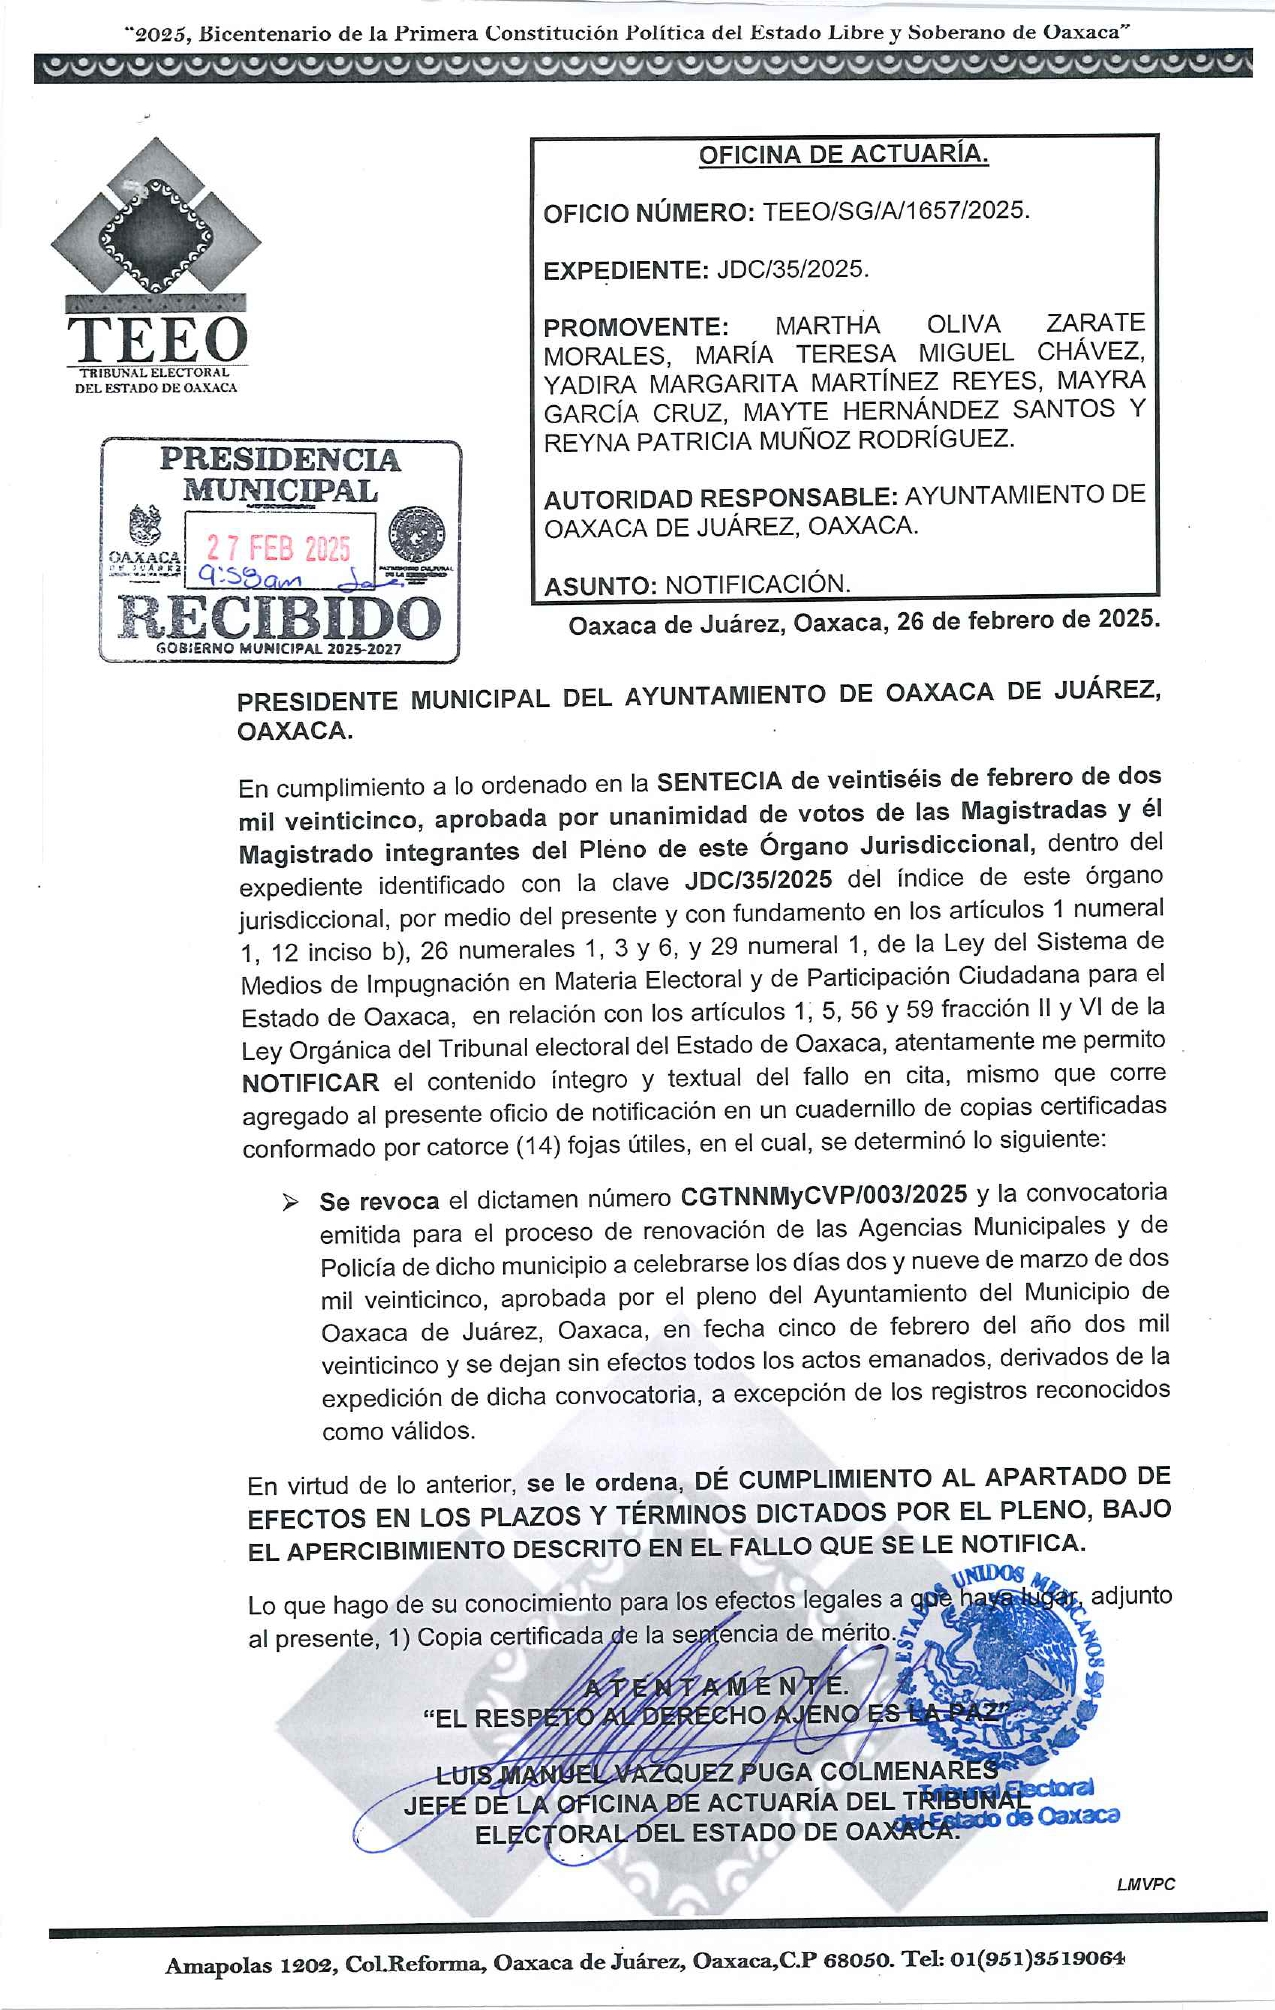 “2025, Bicentenario de la Primera Constitución Política del Estado Libre y Soberano de Oaxaca”
TEEO
TRIBUNAL ELECTORAL
DEL ESTADO DE OAXACA
OFICINA DE ACTUARÍA.
OFICIO NÚMERO: TEEO/SG/A/1657/2025.
EXPEDIENTE: JDC/35/2025.
PROMOVENTE: MARTHA OLIVA ZARATE
MORALES, MARÍA TERESA MIGUEL CHÁVEZ,
YADIRA MARGARITA MARTÍNEZ REYES, MAYRA
GARCÍA CRUZ, MAYTE HERNÁNDEZ SANTOS Y
REYNA PATRICIA MUÑOZ RODRÍGUEZ.
AUTORIDAD RESPONSABLE: AYUNTAMIENTO DE
OAXACA DE JUÁREZ, OAXACA.
ASUNTO: NOTIFICACIÓN.
PRESIDENCIA
MUNICIPAL
27 FEB 2025
9:58am
OAXACA
DE JUÁREZ
RECIBIDO
GOBIERNO MUNICIPAL 2025-2027
Oaxaca de Juárez, Oaxaca, 26 de febrero de 2025.
PRESIDENTE MUNICIPAL DEL AYUNTAMIENTO DE OAXACA DE JUÁREZ,
OAXACA.
En cumplimiento a lo ordenado en la SENTECIA de veintiséis de febrero de dos
mil veinticinco, aprobada por unanimidad de votos de las Magistradas y él
Magistrado integrantes del Pleno de este Órgano Jurisdiccional, dentro del
expediente identificado con la clave JDC/35/2025 del índice de este órgano
jurisdiccional, por medio del presente y con fundamento en los artículos 1 numeral
1, 12 inciso b), 26 numerales 1, 3 y 6, y 29 numeral 1, de la Ley del Sistema de
Medios de Impugnación en Materia Electoral y de Participación Ciudadana para el
Estado de Oaxaca, en relación con los artículos 1, 5, 56 y 59 fracción II y VI de la
Ley Orgánica del Tribunal electoral del Estado de Oaxaca, atentamente me permito
NOTIFICAR el contenido íntegro y textual del fallo en cita, mismo que corre
agregado al presente oficio de notificación en un cuadernillo de copias certificadas
conformado por catorce (14) fojas útiles, en el cual, se determinó lo siguiente:
➢ Se revoca el dictamen número CGTNNMyCVP/003/2025 y la convocatoria
emitida para el proceso de renovación de las Agencias Municipales y de
Policía de dicho municipio a celebrarse los días dos y nueve de marzo de dos
mil veinticinco, aprobada por el pleno del Ayuntamiento del Municipio de
Oaxaca de Juárez, Oaxaca, en fecha cinco de febrero del año dos mil
veinticinco y se dejan sin efectos todos los actos emanados, derivados de la
expedición de dicha convocatoria, a excepción de los registros reconocidos
como válidos.
En virtud de lo anterior, se le ordena, DÉ CUMPLIMIENTO AL APARTADO DE
EFECTOS EN LOS PLAZOS Y TÉRMINOS DICTADOS POR EL PLENO, BAJO
EL APERCIBIMIENTO DESCRITO EN EL FALLO QUE SE LE NOTIFICA.
Lo que hago de su conocimiento para los efectos legales a que haya lugar, adjunto
al presente, 1) Copia certificada de la sentencia de mérito.
ESTADOS UNIDOS MEXICANOS
A T E N T A M E N T E.
“EL RESPETO AL DERECHO AJENO ES LA PAZ”
LUIS MANUEL VAZQUEZ PUGA COLMENARES
JEFE DE LA OFICINA DE ACTUARÍA DEL TRIBUNAL
ELECTORAL DEL ESTADO DE OAXACA.
Tribunal Electoral
del Estado de Oaxaca
LMVPC
Amapolas 1202, Col.Reforma, Oaxaca de Juárez, Oaxaca,C.P 68050. Tel: 01(951)3519064